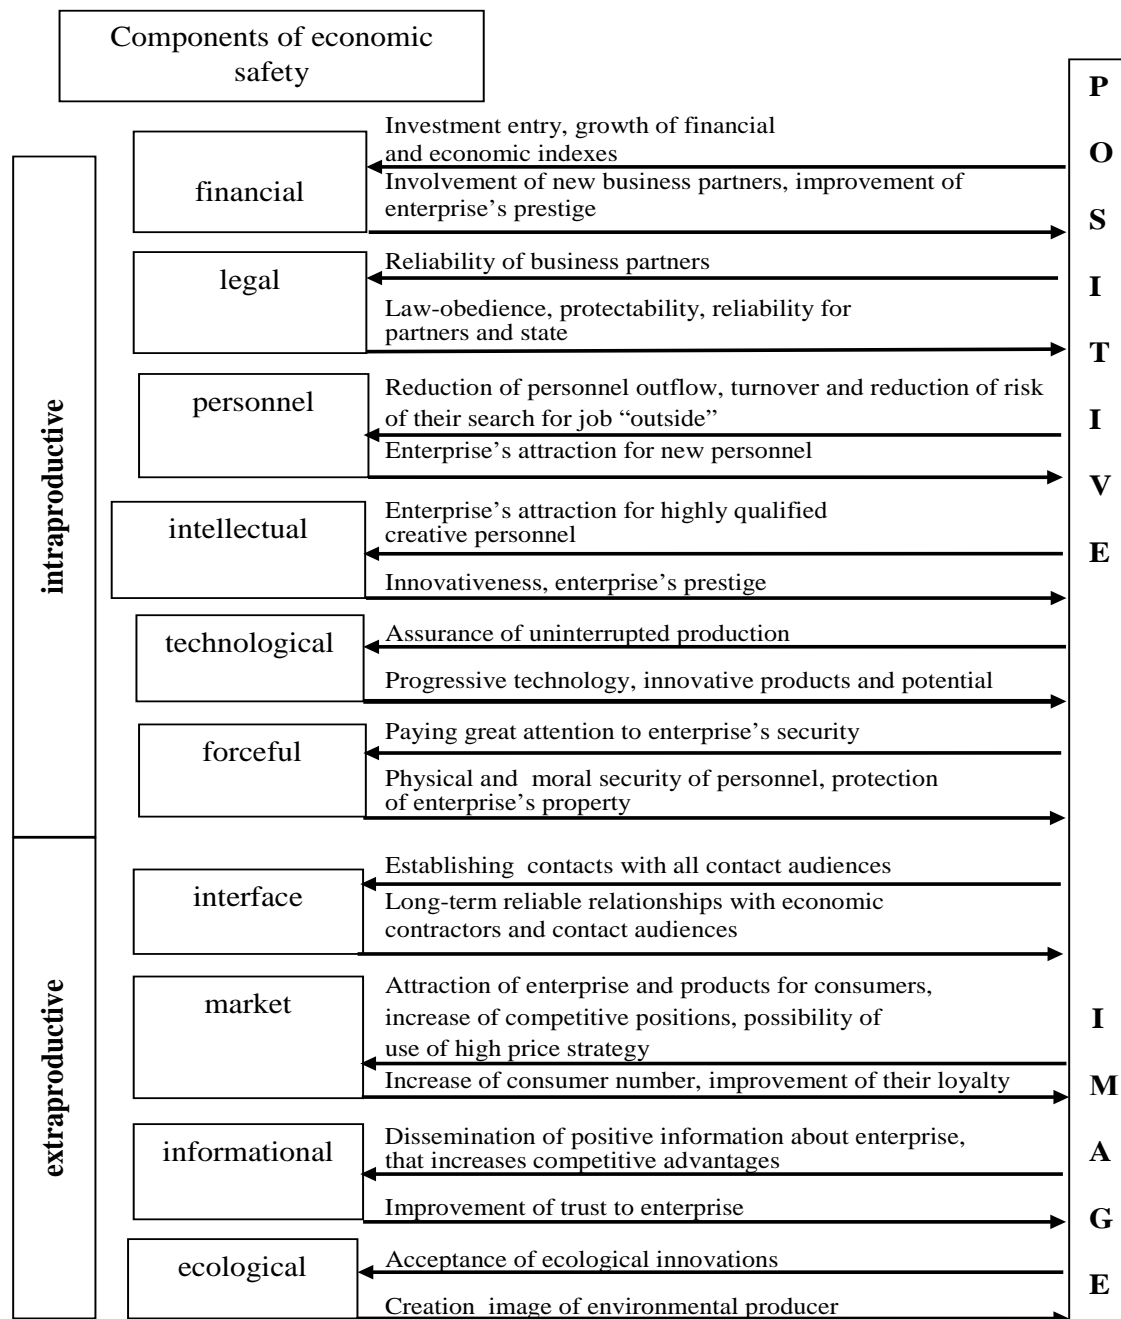 Components of economic
safety
POSITIVE IMAGE
intraproductive
financial
Investment entry, growth of financial
and economic indexes
Involvement of new business partners, improvement of
enterprise’s prestige
legal
Reliability of business partners
Law-obedience, protectability, reliability for
partners and state
personnel
Reduction of personnel outflow, turnover and reduction of risk
of their search for job “outside”
Enterprise’s attraction for new personnel
intellectual
Enterprise’s attraction for highly qualified
creative personnel
Innovativeness, enterprise’s prestige
technological
Assurance of uninterrupted production
Progressive technology, innovative products and potential
forceful
Paying great attention to enterprise’s security
Physical and moral security of personnel, protection
of enterprise’s property
extraproductive
interface
Establishing contacts with all contact audiences
Long-term reliable relationships with economic
contractors and contact audiences
market
Attraction of enterprise and products for consumers,
increase of competitive positions, possibility of
use of high price strategy
Increase of consumer number, improvement of their loyalty
informational
Dissemination of positive information about enterprise,
that increases competitive advantages
Improvement of trust to enterprise
ecological
Acceptance of ecological innovations
Creation image of environmental producer